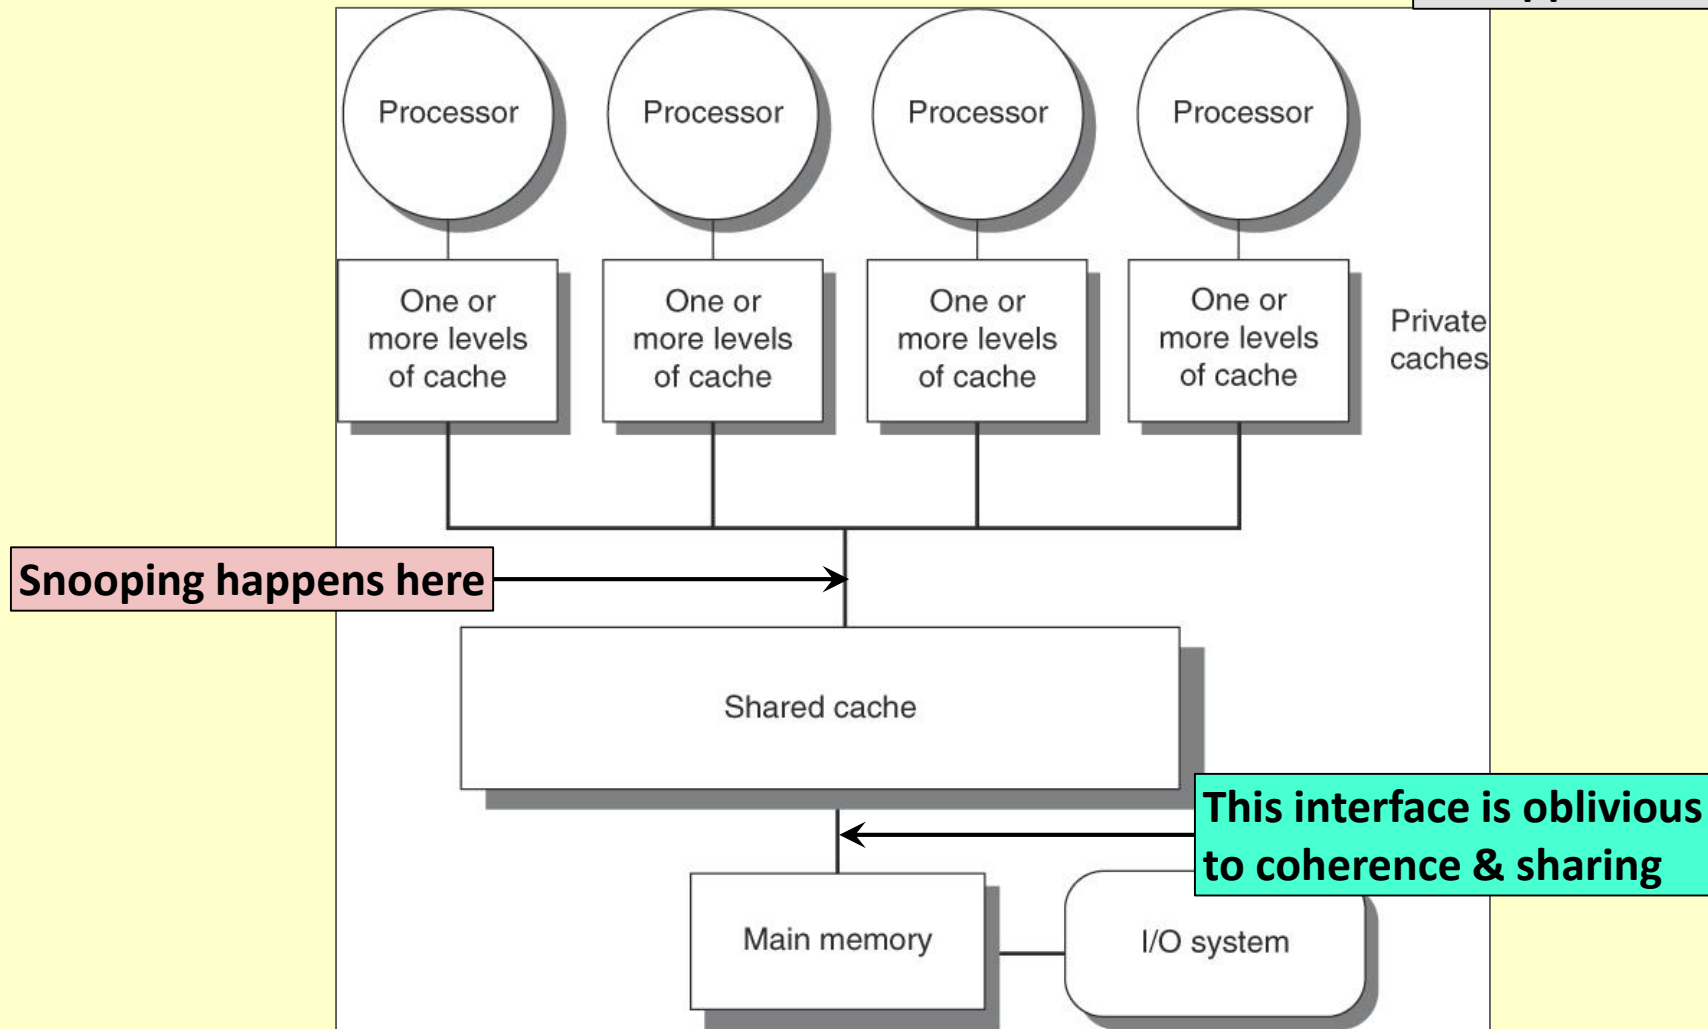 Processor
Processor
Processor
Processor
One or
more levels
of cache
One or
more levels
of cache
One or
more levels
of cache
One or
more levels
of cache
Private
caches
Snooping happens here
Shared cache
This interface is oblivious
to coherence & sharing
Main memory
I/O system